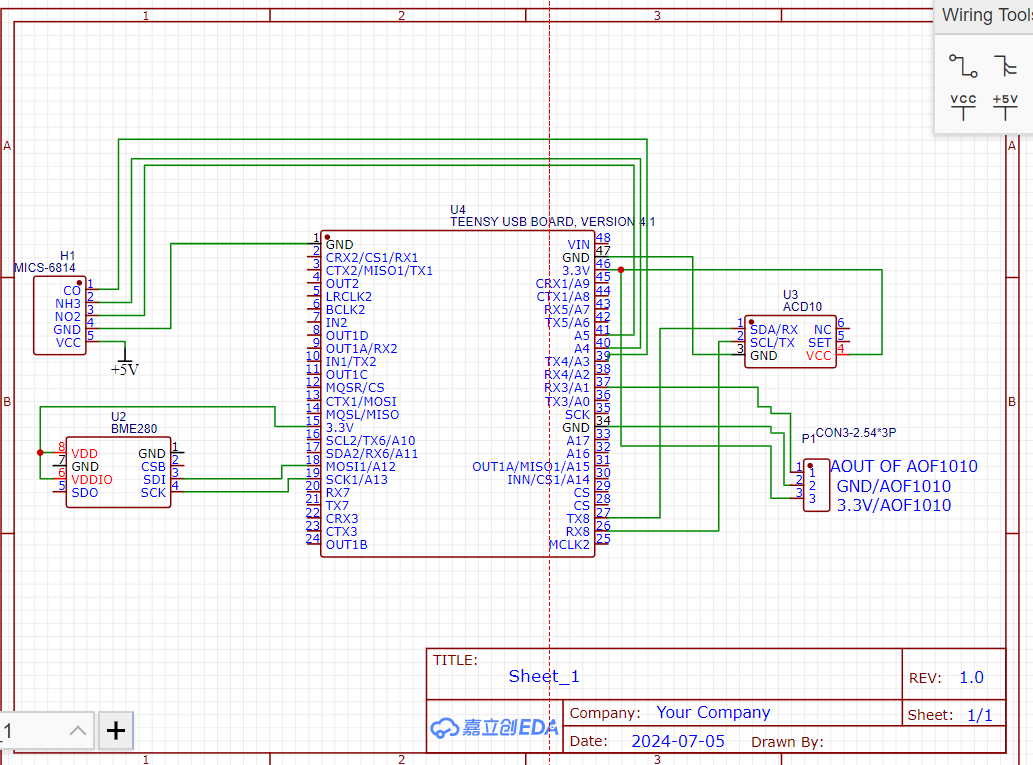 Wiring Tools
VCC
+5V
1
2
3
A
A
B
B
H1
MICS-6814
CO 1
NH3 2
NO2 3
GND 4
VCC 5
+5V
U2
BME280
8 VDD
7 GND
6 VDDIO
5 SDO
GND 1
CSB 2
SDI 3
SCK 4
U4
TEENSY USB BOARD, VERSION 4.1
1 GND
2 CRX2/CS1/RX1
3 CTX2/MISO1/TX1
4 OUT2
5 LRCLK2
6 BCLK2
7 IN2
8 OUT1D
9 OUT1A/RX2
10 IN1/TX2
11 OUT1C
12 MQSR/CS
13 CTX1/MOSI
14 MQSL/MISO
15 3.3V
16 SCL2/TX6/A10
17 SDA2/RX6/A11
18 MOSI1/A12
19 SCK1/A13
20 RX7
21 TX7
22 CRX3
23 CTX3
24 OUT1B
VIN 48
GND 47
3.3V 46
CRX1/A9 45
CTX1/A8 44
RX5/A7 43
TX5/A6 42
A5 41
A4 40
TX4/A3 39
RX4/A2 38
RX3/A1 37
TX3/A0 36
SCK 35
GND 34
A17 33
A16 32
OUT1A/MISO1/A15 31
INN/CS1/A14 30
CS 29
CS 28
TX8 27
RX8 26
MCLK2 25
U3
ACD10
1 SDA/RX
2 SCL/TX
3 GND
NC 6
SET 5
VCC 4
P1
CON3-2.54*3P
1 1
2 2
3 3
AOUT OF AOF1010
GND/AOF1010
3.3V/AOF1010
TITLE:
Sheet_1
REV: 1.0
嘉立创EDA
Company: Your Company
Sheet: 1/1
Date: 2024-07-05
Drawn By:
_1
+
1
2
3